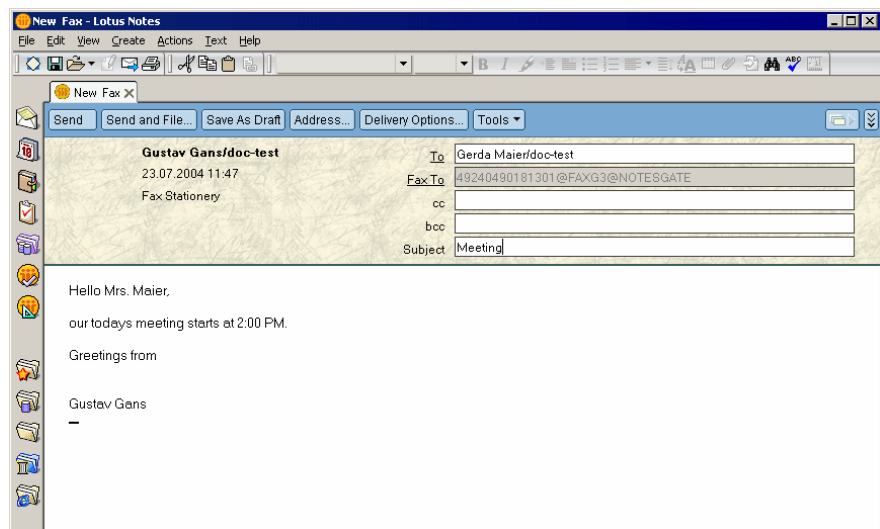 New Fax - Lotus Notes
File Edit View Create Actions Text Help
New Fax
Send Send and File... Save As Draft Address... Delivery Options... Tools
Gustav Gans/doc-test
23.07.2004 11:47
Fax Stationery
To Gerda Maier/doc-test
Fax To 49240490181301@FAXG3@NOTESGATE
cc
bcc
Subject Meeting
Hello Mrs. Maier,
our todays meeting starts at 2:00 PM.
Greetings from
Gustav Gans